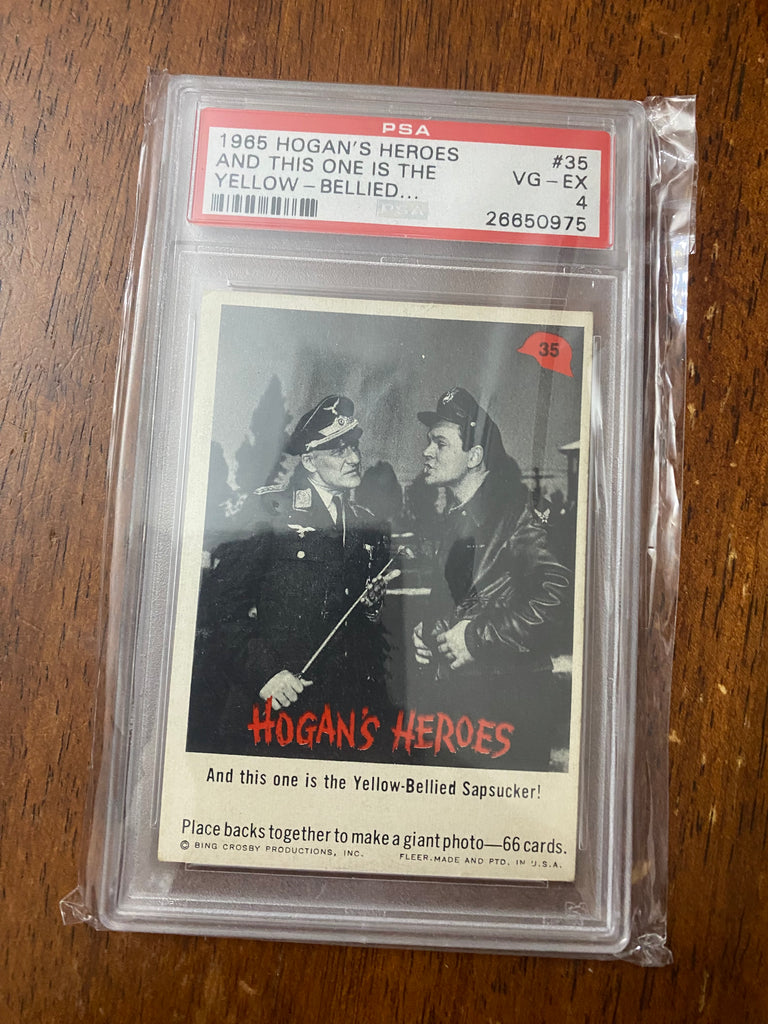 PSA
1965 HOGAN'S HEROES #35
AND THIS ONE IS THE VG-EX
YELLOW-BELLIED... 4
PSA 26650975
35
HOGAN'S HEROES
And this one is the Yellow-Bellied Sapsucker!
Place backs together to make a giant photo—66 cards.
© BING CROSBY PRODUCTIONS, INC. FLEER.MADE AND PTD. IN U.S.A.